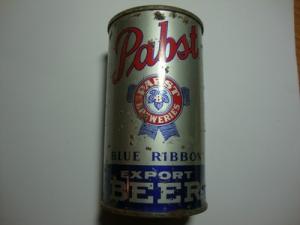 Pabst
PABST
BREWERIES
BLUE RIBBON
EXPORT
BEER